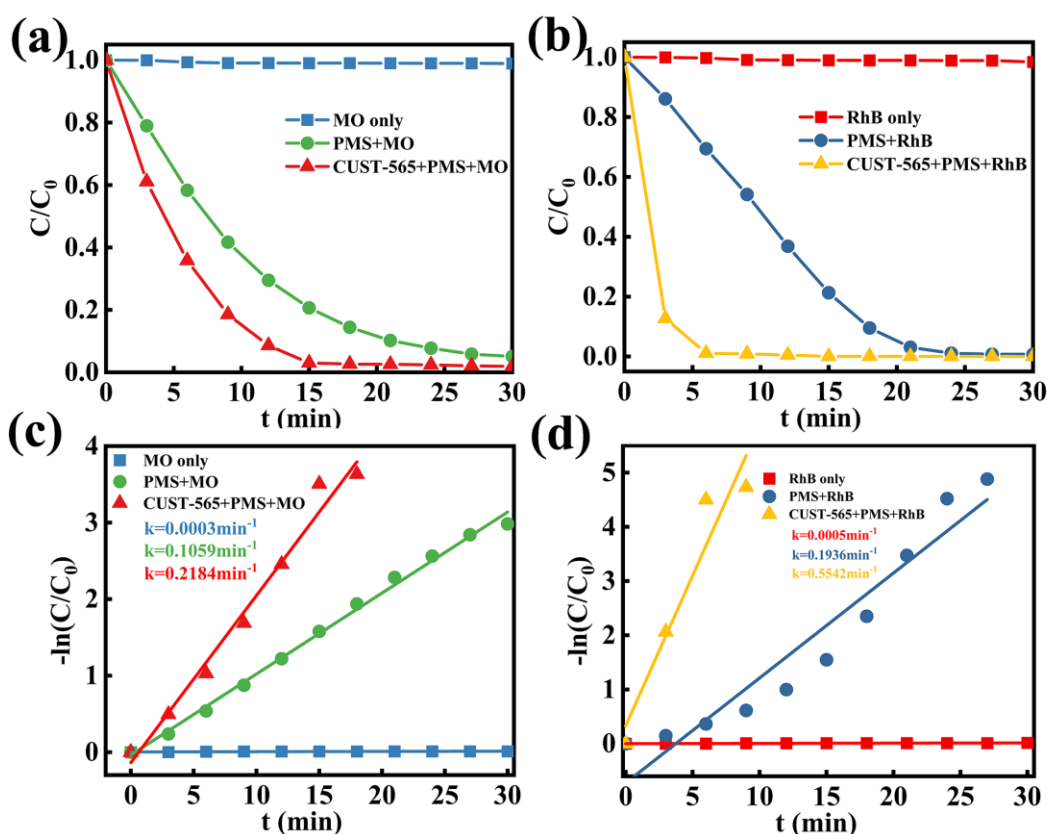 (a)
1.0
0.8
0.6
0.4
0.2
0.0
C/C₀
MO only
PMS+MO
CUST-565+PMS+MO
0 5 10 15 20 25 30
t (min)
(b)
1.0
0.8
0.6
0.4
0.2
0.0
C/C₀
RhB only
PMS+RhB
CUST-565+PMS+RhB
0 5 10 15 20 25 30
t (min)
(c)
4
3
2
1
0
-ln(C/C₀)
MO only
PMS+MO
CUST-565+PMS+MO
k=0.0003min⁻¹
k=0.1059min⁻¹
k=0.2184min⁻¹
0 5 10 15 20 25 30
t (min)
(d)
5
4
3
2
1
0
-ln(C/C₀)
RhB only
PMS+RhB
CUST-565+PMS+RhB
k=0.0005min⁻¹
k=0.1936min⁻¹
k=0.5542min⁻¹
0 5 10 15 20 25 30
t (min)